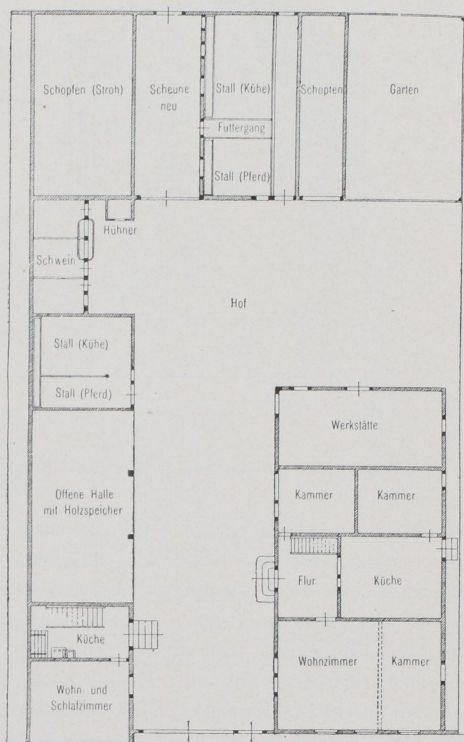 Schopfen (Stroh)
Scheune
neu
Stall (Kühe)
Futtergang
Stall (Pferd)
Schopfen
Garten
Hühner
Schwein
Hof
Stall (Kühe)
Stall (Pferd)
Werkstätte
Offene Halle
mit Holzspeicher
Kammer
Kammer
Flur
Küche
Küche
Wohnzimmer
Kammer
Wohn und
Schlafzimmer